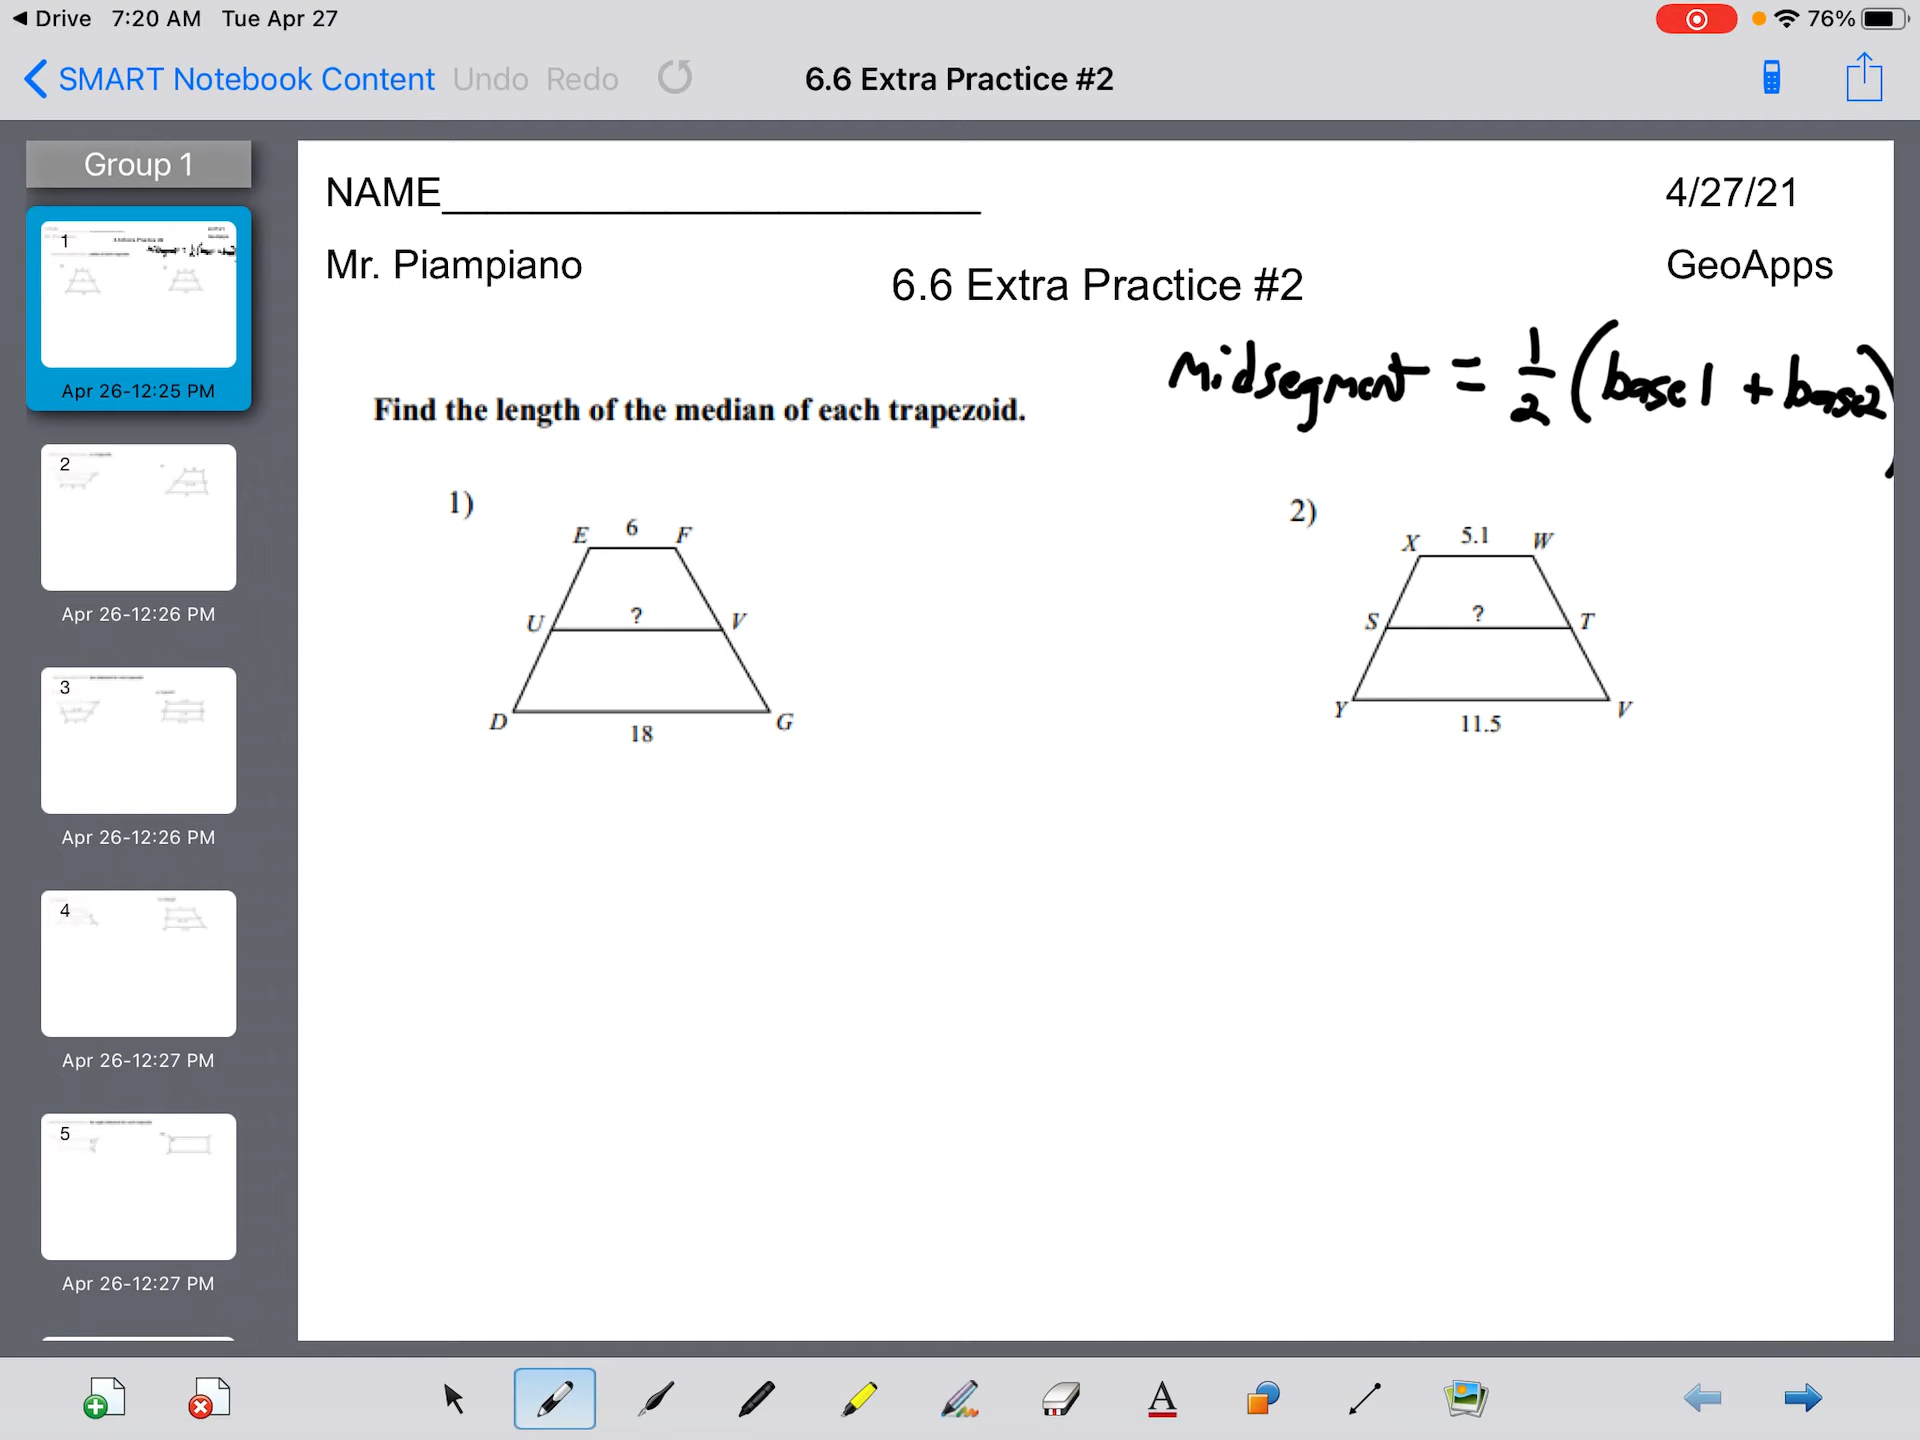 Drive 7:20 AM Tue Apr 27 76%
SMART Notebook Content Undo Redo 6.6 Extra Practice #2
Group 1
1
Apr 26-12:25 PM
2
Apr 26-12:26 PM
3
Apr 26-12:26 PM
4
Apr 26-12:27 PM
5
Apr 26-12:27 PM
NAME________________________ 4/27/21
Mr. Piampiano GeoApps
6.6 Extra Practice #2
midsegment = 1/2 (base1 + base2)
Find the length of the median of each trapezoid.
1)
E 6 F
U ? V
D G
18
2)
X 5.1 W
S ? T
Y V
11.5
A